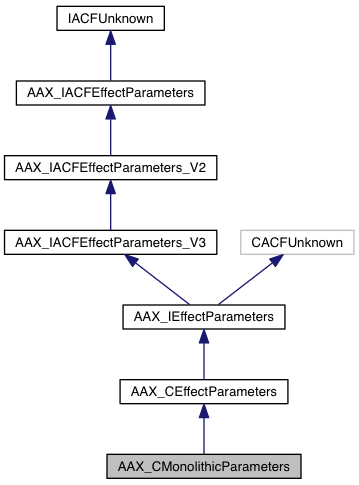 IACFUnknown
AAX_IACFEffectParameters
AAX_IACFEffectParameters_V2
AAX_IACFEffectParameters_V3
CACFUnknown
AAX_IEffectParameters
AAX_CEffectParameters
AAX_CMonolithicParameters